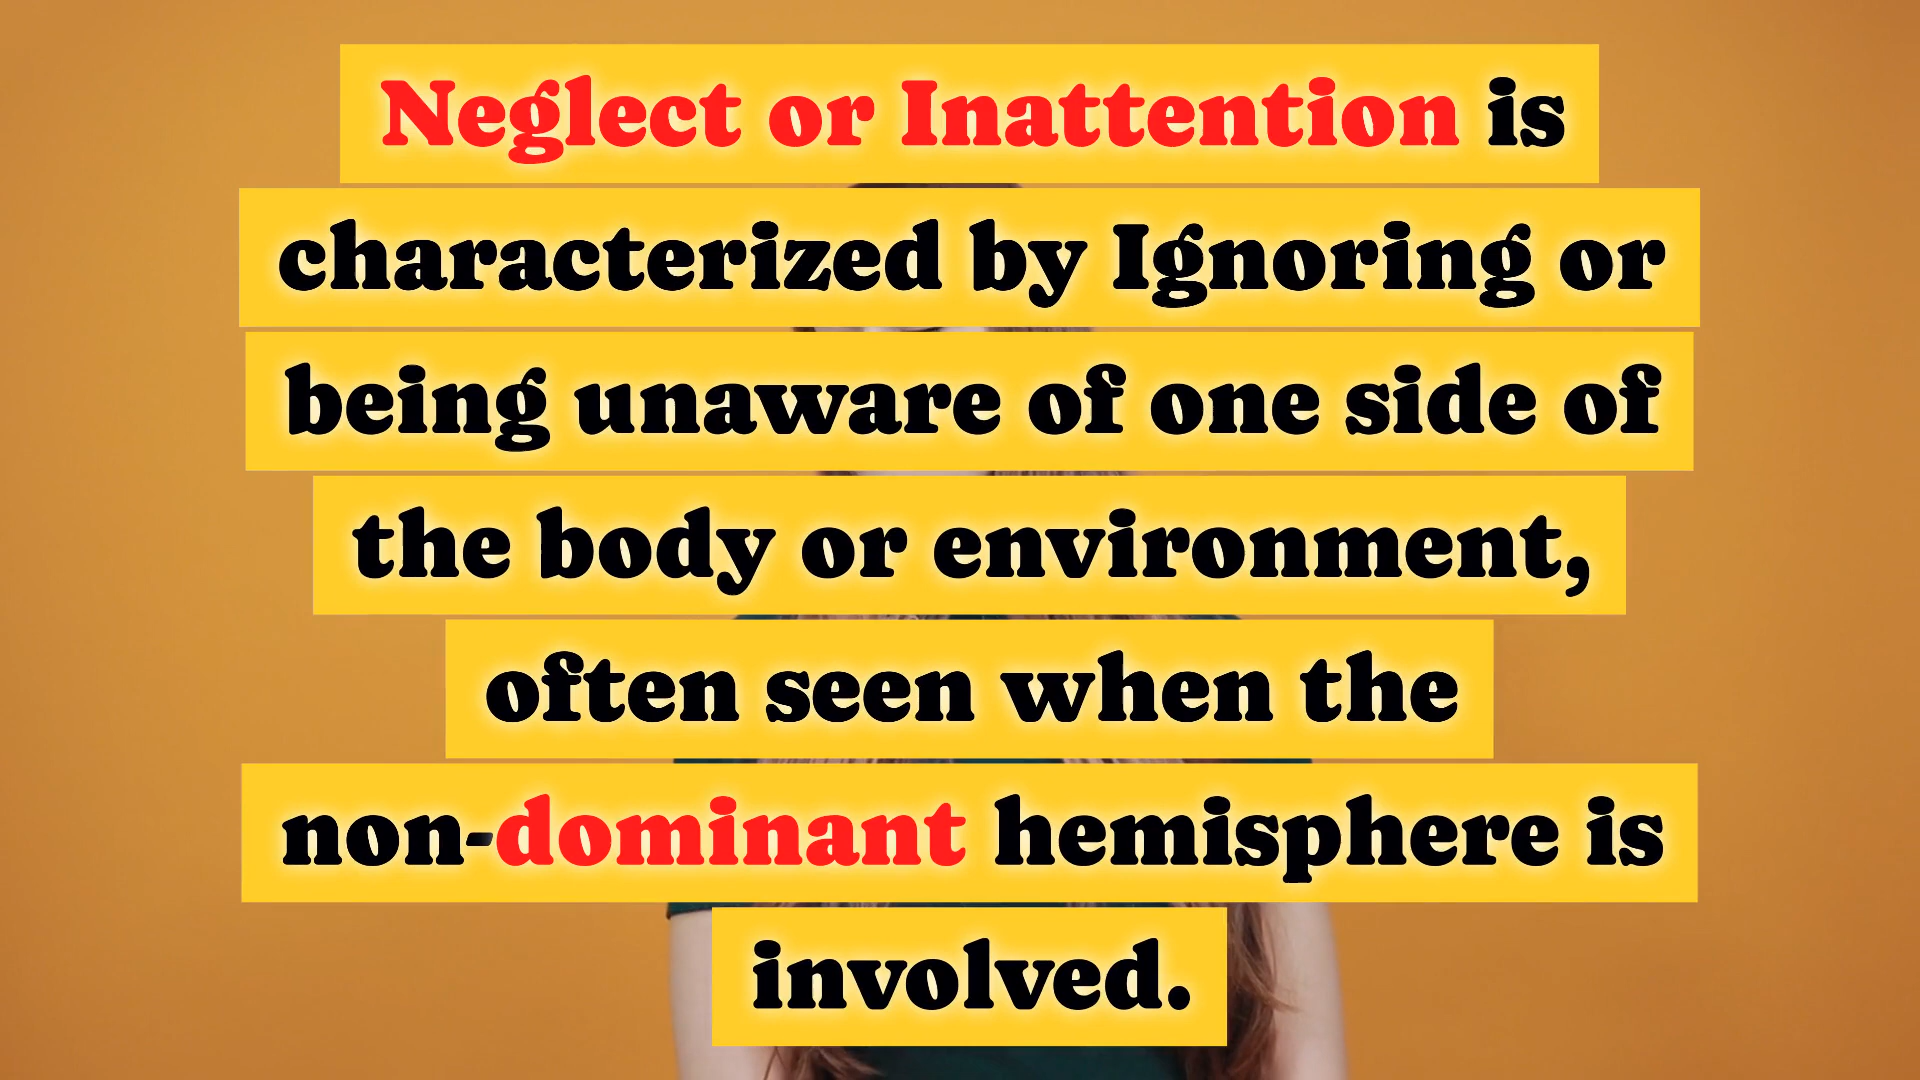 Neglect or Inattention is
characterized by Ignoring or
being unaware of one side of
the body or environment,
often seen when the
non-dominant hemisphere is
involved.